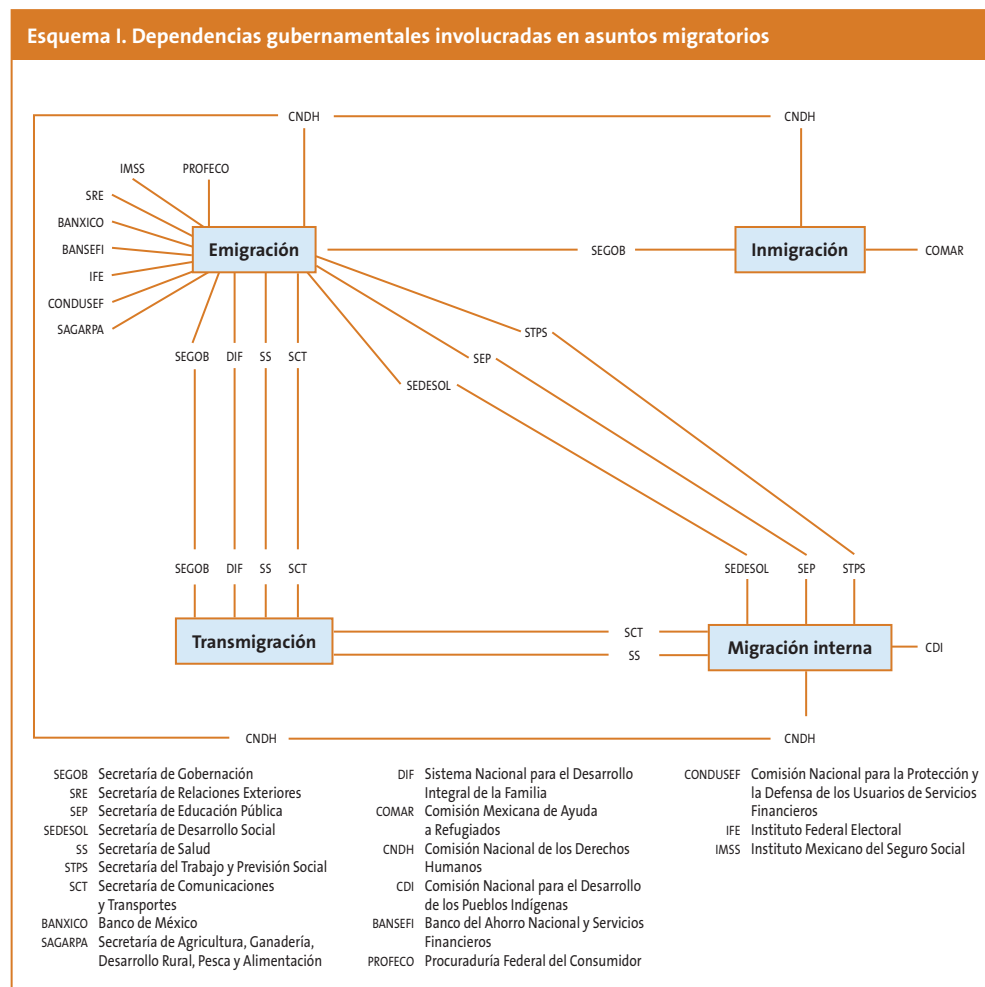 Esquema I. Dependencias gubernamentales involucradas en asuntos migratorios
CNDH
CNDH
IMSS
PROFECO
SRE
BANXICO
BANSEFI
IFE
CONDUSEF
SAGARPA
Emigración
SEGOB
Inmigración
COMAR
STPS
SEP
SEDESOL
SEGOB
DIF
SS
SCT
SEGOB
DIF
SS
SCT
SEDESOL
SEP
STPS
Transmigración
SCT
SS
Migración interna
CDI
CNDH
CNDH
SEGOB Secretaría de Gobernación
SRE Secretaría de Relaciones Exteriores
SEP Secretaría de Educación Pública
SEDESOL Secretaría de Desarrollo Social
SS Secretaría de Salud
STPS Secretaría del Trabajo y Previsión Social
SCT Secretaría de Comunicaciones
y Transportes
BANXICO Banco de México
SAGARPA Secretaría de Agricultura, Ganadería,
Desarrollo Rural, Pesca y Alimentación
DIF Sistema Nacional para el Desarrollo
Integral de la Familia
COMAR Comisión Mexicana de Ayuda
a Refugiados
CNDH Comisión Nacional de los Derechos
Humanos
CDI Comisión Nacional para el Desarrollo
de los Pueblos Indígenas
BANSEFI Banco del Ahorro Nacional y Servicios
Financieros
PROFECO Procuraduría Federal del Consumidor
CONDUSEF Comisión Nacional para la Protección y
la Defensa de los Usuarios de Servicios
Financieros
IFE Instituto Federal Electoral
IMSS Instituto Mexicano del Seguro Social